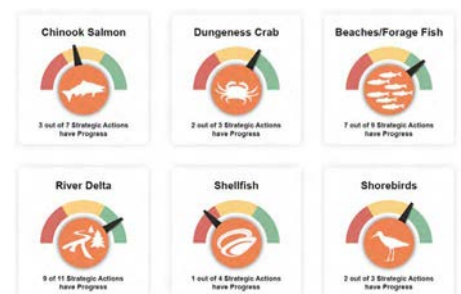 Chinook Salmon
3 out of 7 Strategic Actions
have Progress
Dungeness Crab
2 out of 3 Strategic Actions
have Progress
Beaches/Forage Fish
7 out of 9 Strategic Actions
have Progress
River Delta
9 of 11 Strategic Actions
have Progress
Shellfish
1 out of 4 Strategic Actions
have Progress
Shorebirds
2 out of 3 Strategic Actions
have Progress